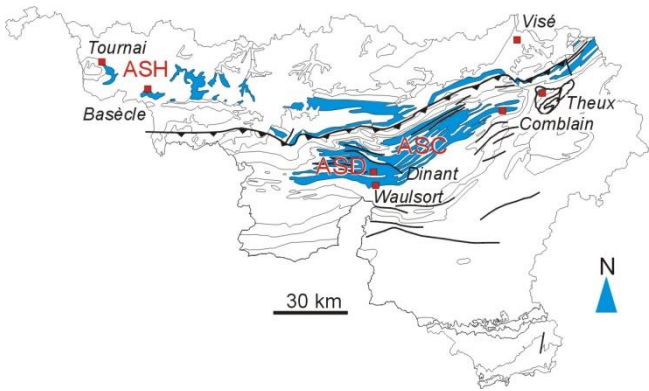 Visé
Tournai
ASH
Basècle
Theux
Comblain
ASC
ASD
Dinant
Waulsort
30 km
N